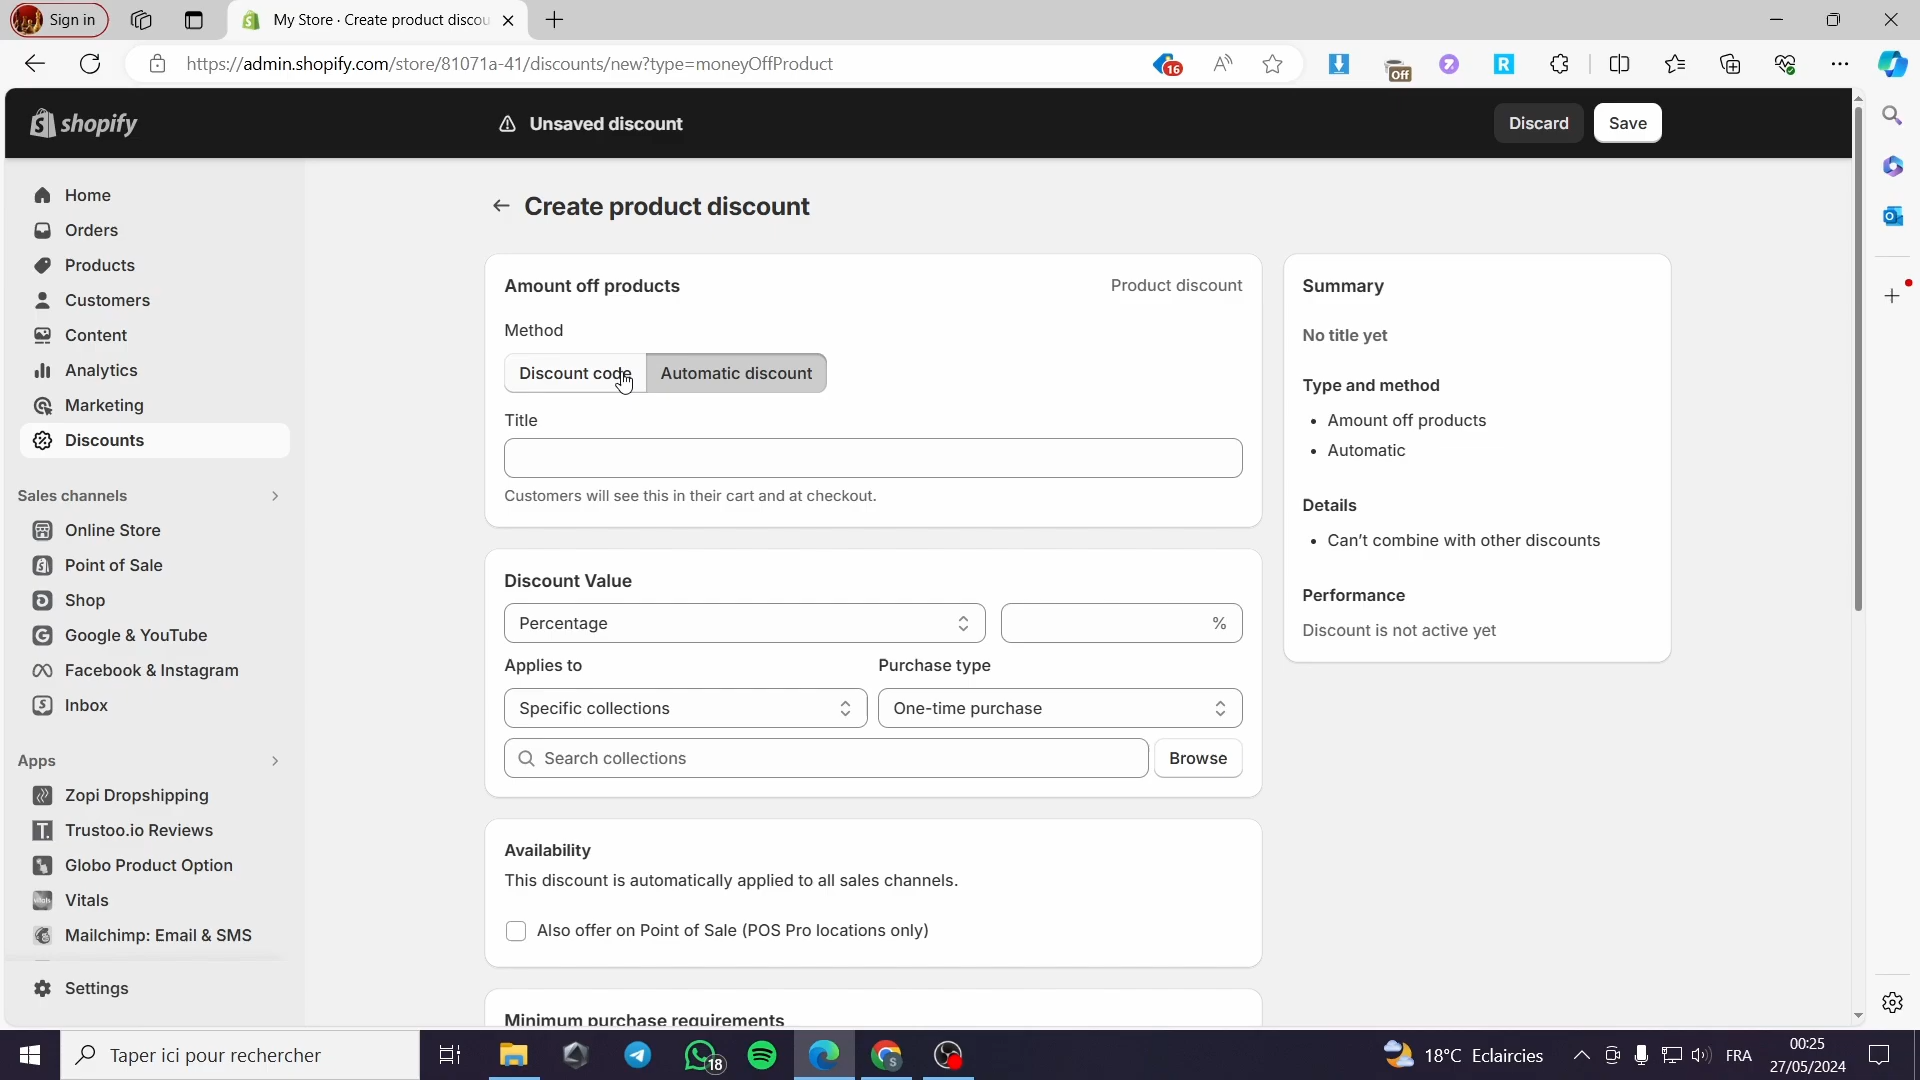 Sign in
My Store · Create product discou
https://admin.shopify.com/store/81071a-41/discounts/new?type=moneyOffProduct
16
Off
shopify
Unsaved discount
Discard
Save
Home
Orders
Products
Customers
Content
Analytics
Marketing
Discounts
Sales channels
Online Store
Point of Sale
Shop
Google & YouTube
Facebook & Instagram
Inbox
Apps
Zopi Dropshipping
Trustoo.io Reviews
Globo Product Option
Vitals
Mailchimp: Email & SMS
Settings
Create product discount
Amount off products
Product discount
Method
Discount code
Automatic discount
Title
Customers will see this in their cart and at checkout.
Discount Value
Percentage
%
Applies to
Purchase type
Specific collections
One-time purchase
Search collections
Browse
Availability
This discount is automatically applied to all sales channels.
Also offer on Point of Sale (POS Pro locations only)
Minimum purchase requirements
Summary
No title yet
Type and method
• Amount off products
• Automatic
Details
• Can't combine with other discounts
Performance
Discount is not active yet
Taper ici pour rechercher
18
18°C Eclaircies
FRA
00:25
27/05/2024